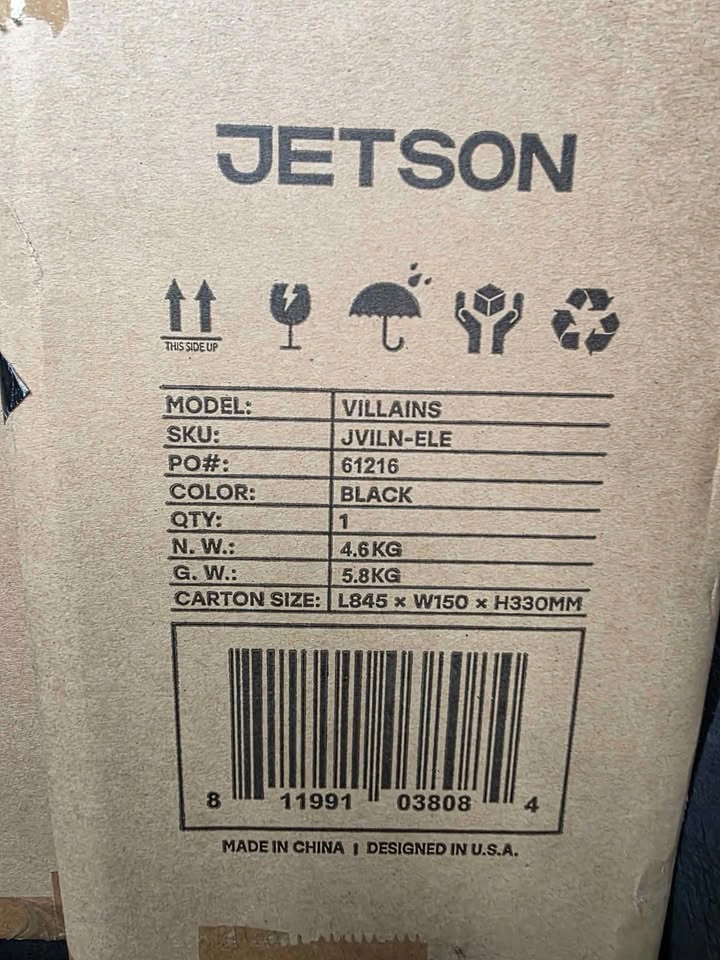 JETSON
THIS SIDE UP
MODEL: VILLAINS
SKU: JVILN-ELE
PO#: 61216
COLOR: BLACK
QTY: 1
N. W.: 4.6KG
G. W.: 5.8KG
CARTON SIZE: L845 x W150 x H330MM
8 11991 03808 4
MADE IN CHINA | DESIGNED IN U.S.A.